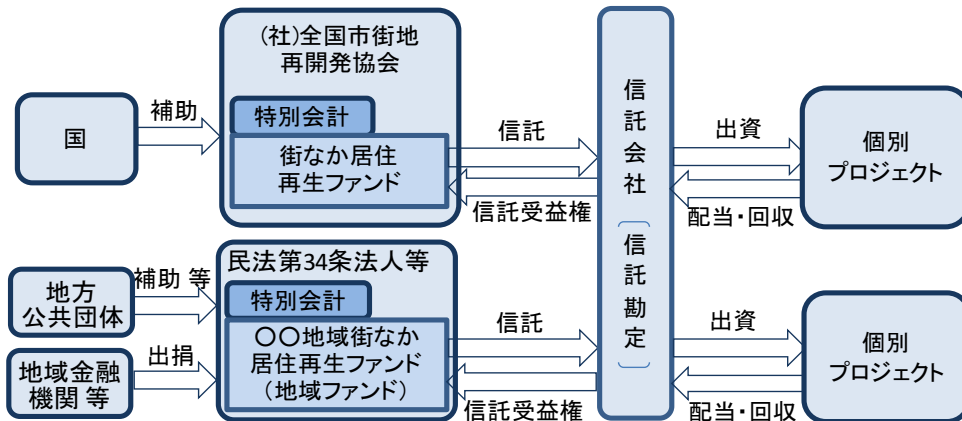 (社)全国市街地
再開発協会
国
補助
特別会計
街なか居住
再生ファンド
信託
信託受益権
信託会社
信託勘定
出資
配当・回収
個別
プロジェクト
地方
公共団体
補助 等
地域金融
機関 等
出捐
民法第34条法人等
特別会計
〇〇地域街なか
居住再生ファンド
(地域ファンド)
信託
信託受益権
出資
配当・回収
個別
プロジェクト